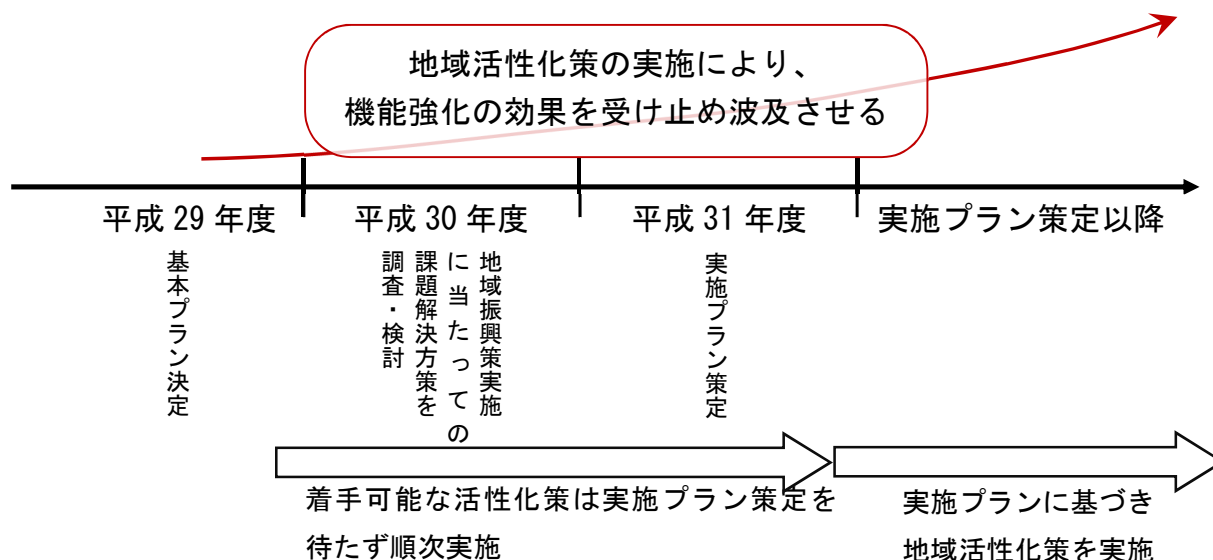 地域活性化策の実施により、
機能強化の効果を受け止め波及させる
平成 29 年度
平成 30 年度
平成 31 年度
実施プラン策定以降
基本プラン決定
地域振興策実施
に当たっての
課題解決方策を
調査・検討
実施プラン策定
着手可能な活性化策は実施プラン策定を
待たず順次実施
実施プランに基づき
地域活性化策を実施